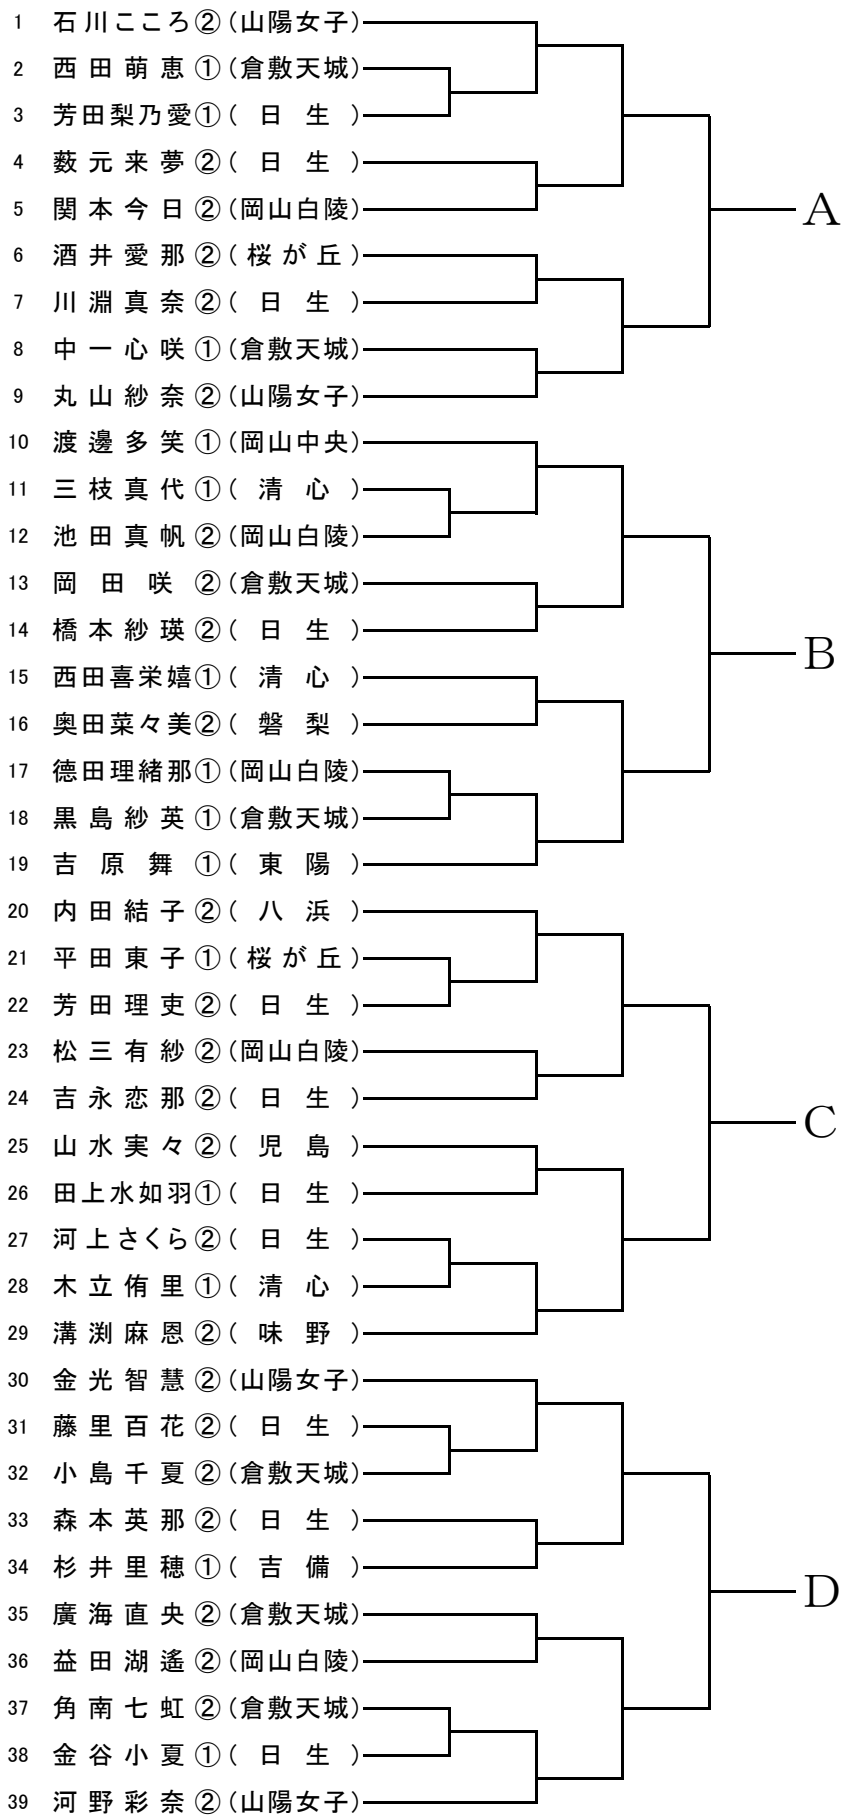 1 石川こころ②(山陽女子)
2 西田萌恵①(倉敷天城)
3 芳田梨乃愛①(日生)
4 薮元来夢②(日生)
5 関本今日②(岡山白陵)
A
6 酒井愛那②(桜が丘)
7 川淵真奈②(日生)
8 中一心咲①(倉敷天城)
9 丸山紗奈②(山陽女子)
10 渡邊多笑①(岡山中央)
11 三枝真代①(清心)
12 池田真帆②(岡山白陵)
13 岡田咲②(倉敷天城)
14 橋本紗瑛②(日生)
B
15 西田喜栄嬉①(清心)
16 奥田菜々美②(磐梨)
17 德田理緒那①(岡山白陵)
18 黒島紗英①(倉敷天城)
19 吉原舞①(東陽)
20 内田結子②(八浜)
21 平田東子①(桜が丘)
22 芳田理吏②(日生)
23 松三有紗②(岡山白陵)
24 吉永恋那②(日生)
C
25 山水実々②(児島)
26 田上水如羽①(日生)
27 河上さくら②(日生)
28 木立侑里①(清心)
29 溝渕麻恩②(味野)
30 金光智慧②(山陽女子)
31 藤里百花②(日生)
32 小島千夏②(倉敷天城)
33 森本英那②(日生)
34 杉井里穂①(吉備)
D
35 廣海直央②(倉敷天城)
36 益田湖遙②(岡山白陵)
37 角南七虹②(倉敷天城)
38 金谷小夏①(日生)
39 河野彩奈②(山陽女子)